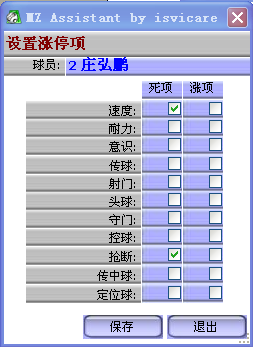 MZ Assistant by isvicare
设置涨停项
球员: 2 庄弘鹏
死项 涨项
速度:
耐力:
意识:
传球:
射门:
头球:
守门:
控球:
抢断:
传中球:
定位球:
保存 退出